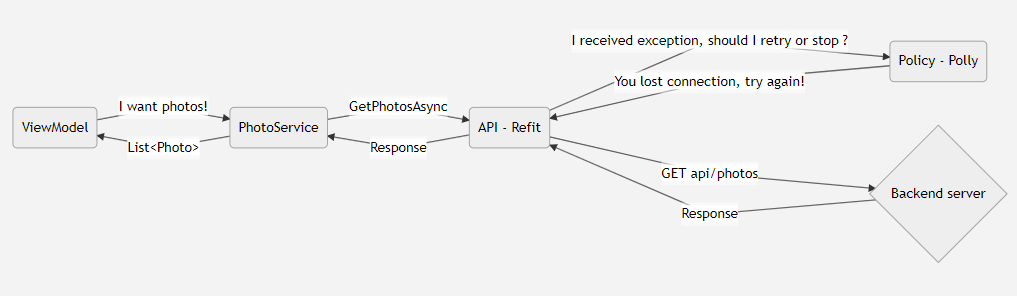 I received exception, should I retry or stop ?
Policy - Polly
You lost connection, try again!
I want photos!
GetPhotosAsync
ViewModel
PhotoService
API - Refit
List<Photo>
Response
GET api/photos
Backend server
Response